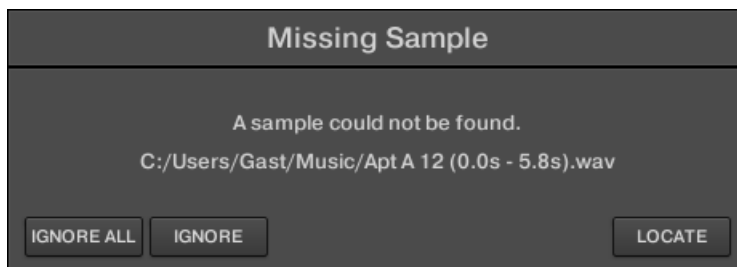 Missing Sample
A sample could not be found.
C:/Users/Gast/Music/Apt A 12 (0.0s - 5.8s).wav
IGNORE ALL IGNORE LOCATE